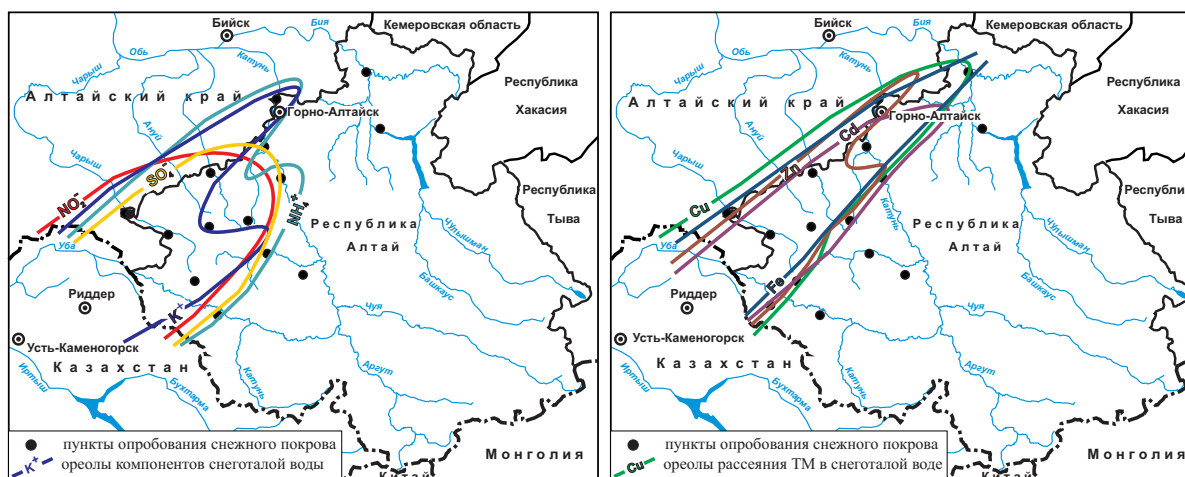 Бийск
Бия
Кемеровская область
Обь
Катунь
Чарыш
Республика
Хакасия
Алтайский край
Горно-Алтайск
Ануй
Чарыш
SO₄⁻
NO₃⁻
NH₄⁺
Республика
Тыва
Республика
Алтай
Чулышман
Уба
Башкаус
Риддер
K⁺
Чуя
Усть-Каменогорск
Казахстан
Аргут
Иртыш
Бухтарма
Катунь
Монголия
Китай
пункты опробования снежного покрова
K⁺ ореолы компонентов снеготалой воды
Бийск
Бия
Кемеровская область
Обь
Катунь
Чарыш
Республика
Хакасия
Алтайский край
Горно-Алтайск
Ануй
Cd
Чарыш
Zn
Республика
Тыва
Cu
Катунь
Республика
Алтай
Чулышман
Уба
Башкаус
Fe
Риддер
Чуя
Усть-Каменогорск
Казахстан
Аргут
Иртыш
Бухтарма
Катунь
Монголия
Китай
пункты опробования снежного покрова
Cu ореолы рассеяния ТМ в снеготалой воде